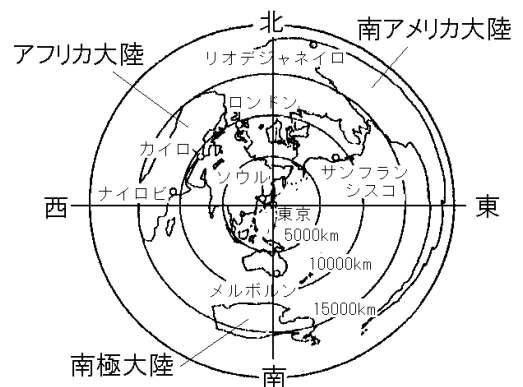 北
南アメリカ大陸
アフリカ大陸
リオデジャネイロ
ロンドン
カイロ
ソウル
サンフラン
シスコ
ナイロビ
西
東京
東
5000km
10000km
メルボルン
15000km
南極大陸
南